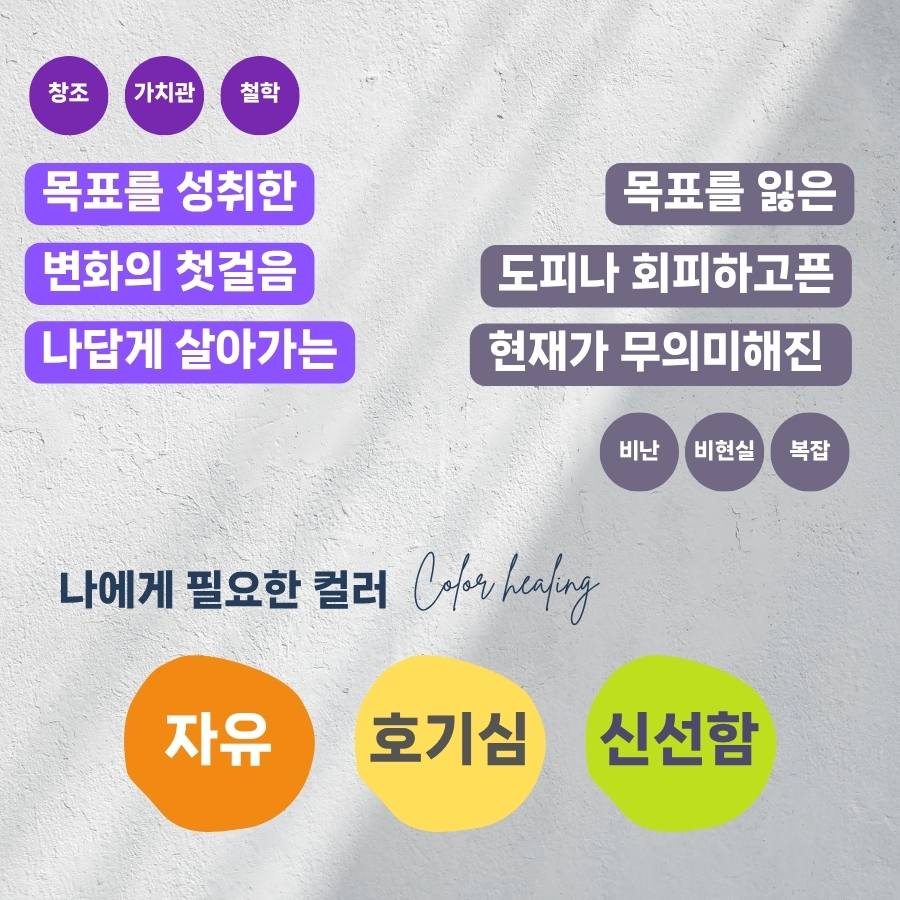 창조 가치관 철학
목표를 성취한
변화의 첫걸음
나답게 살아가는
목표를 잃은
도피나 회피하고픈
현재가 무의미해진
비난 비현실 복잡
나에게 필요한 컬러 Color healing
자유 호기심 신선함